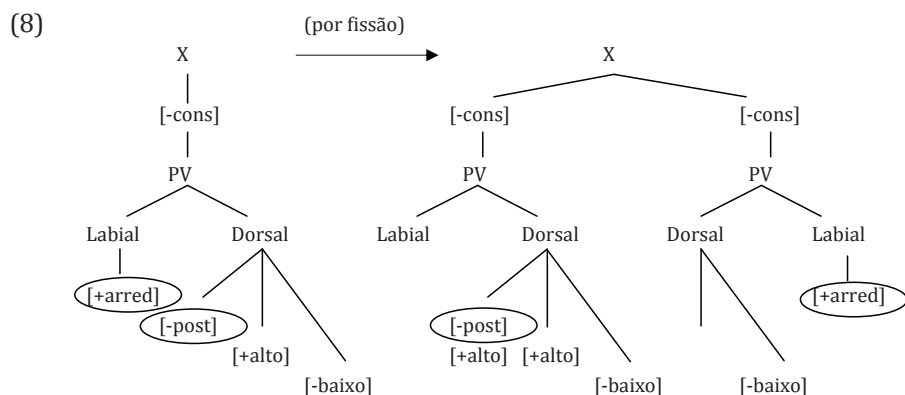 (8)
(por fissão)
X X
[-cons] [-cons] [-cons]
PV PV PV
Labial Dorsal Labial Dorsal Dorsal Labial
[+arred] [+arred]
[-post] [-post]
[+alto] [+alto] [+alto]
[-baixo] [-baixo] [-baixo]